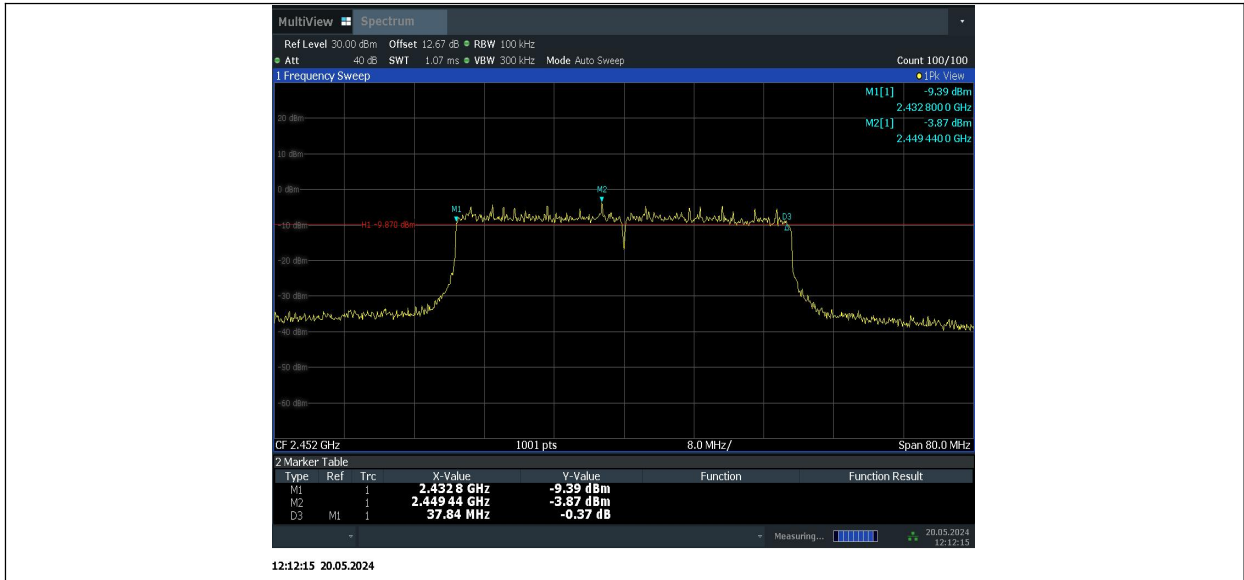 MultiView Spectrum
Ref Level 30.00 dBm Offset 12.67 dB RBW 100 kHz
Att 40 dB SWT 1.07 ms VBW 300 kHz Mode Auto Sweep Count 100/100
1 Frequency Sweep 1Pk View
M1[1] -9.39 dBm
2.432 800 0 GHz
20 dBm
M2[1] -3.87 dBm
2.449 440 0 GHz
10 dBm
0 dBm
M2
M1
D3
-10 dBm
H1 -9.870 dBm
-20 dBm
-30 dBm
-40 dBm
-50 dBm
-60 dBm
CF 2.452 GHz 1001 pts 8.0 MHz/ Span 80.0 MHz
2 Marker Table
Type Ref Trc X-Value Y-Value Function Function Result
M1 1 2.432 8 GHz -9.39 dBm
M2 1 2.449 44 GHz -3.87 dBm
D3 M1 1 37.84 MHz -0.37 dB
Measuring... 20.05.2024
12:12:15
12:12:15 20.05.2024